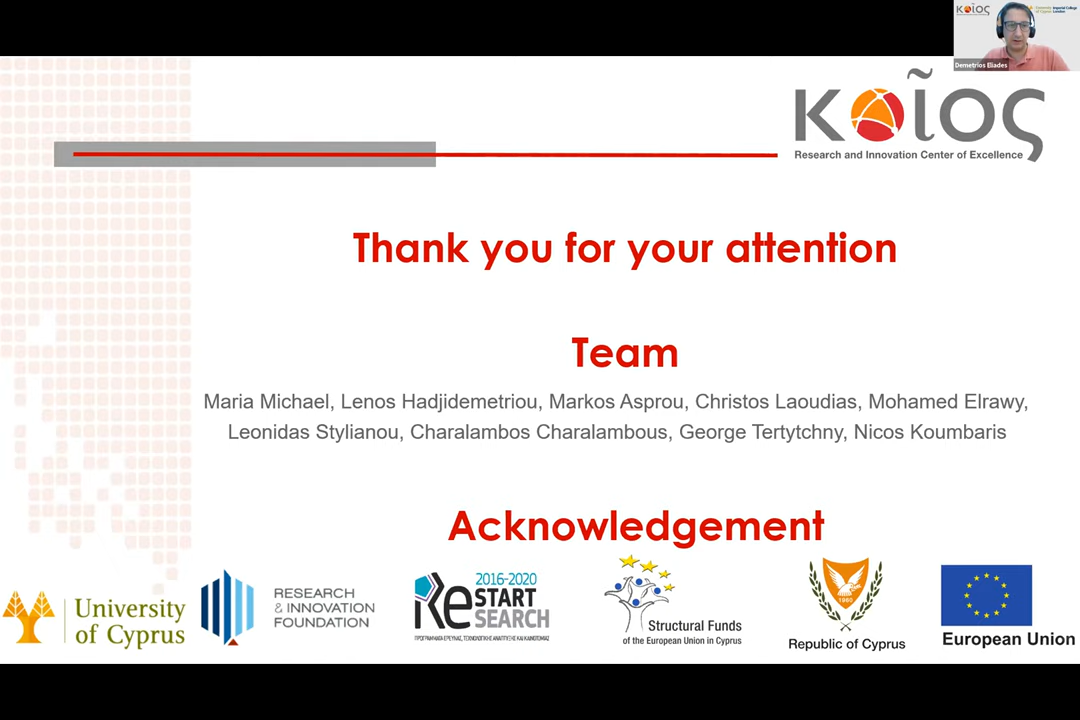 Demetrios Eliades
κοῖος
Research and Innovation Center of Excellence
Thank you for your attention
Team
Maria Michael, Lenos Hadjidemetriou, Markos Asprou, Christos Laoudias, Mohamed Elrawy,
Leonidas Stylianou, Charalambos Charalambous, George Tertytchny, Nicos Koumbaris
Acknowledgement
University
of Cyprus
RESEARCH
& INNOVATION
FOUNDATION
2016-2020
ReSTART
SEARCH
ΠΡΟΓΡΑΜΜΑΤΑ ΕΡΕΥΝΑΣ, ΤΕΧΝΟΛΟΓΙΚΗΣ ΑΝΑΠΤΥΞΗΣ ΚΑΙ ΚΑΙΝΟΤΟΜΙΑΣ
Structural Funds
of the European Union in Cyprus
1960
Republic of Cyprus
European Union